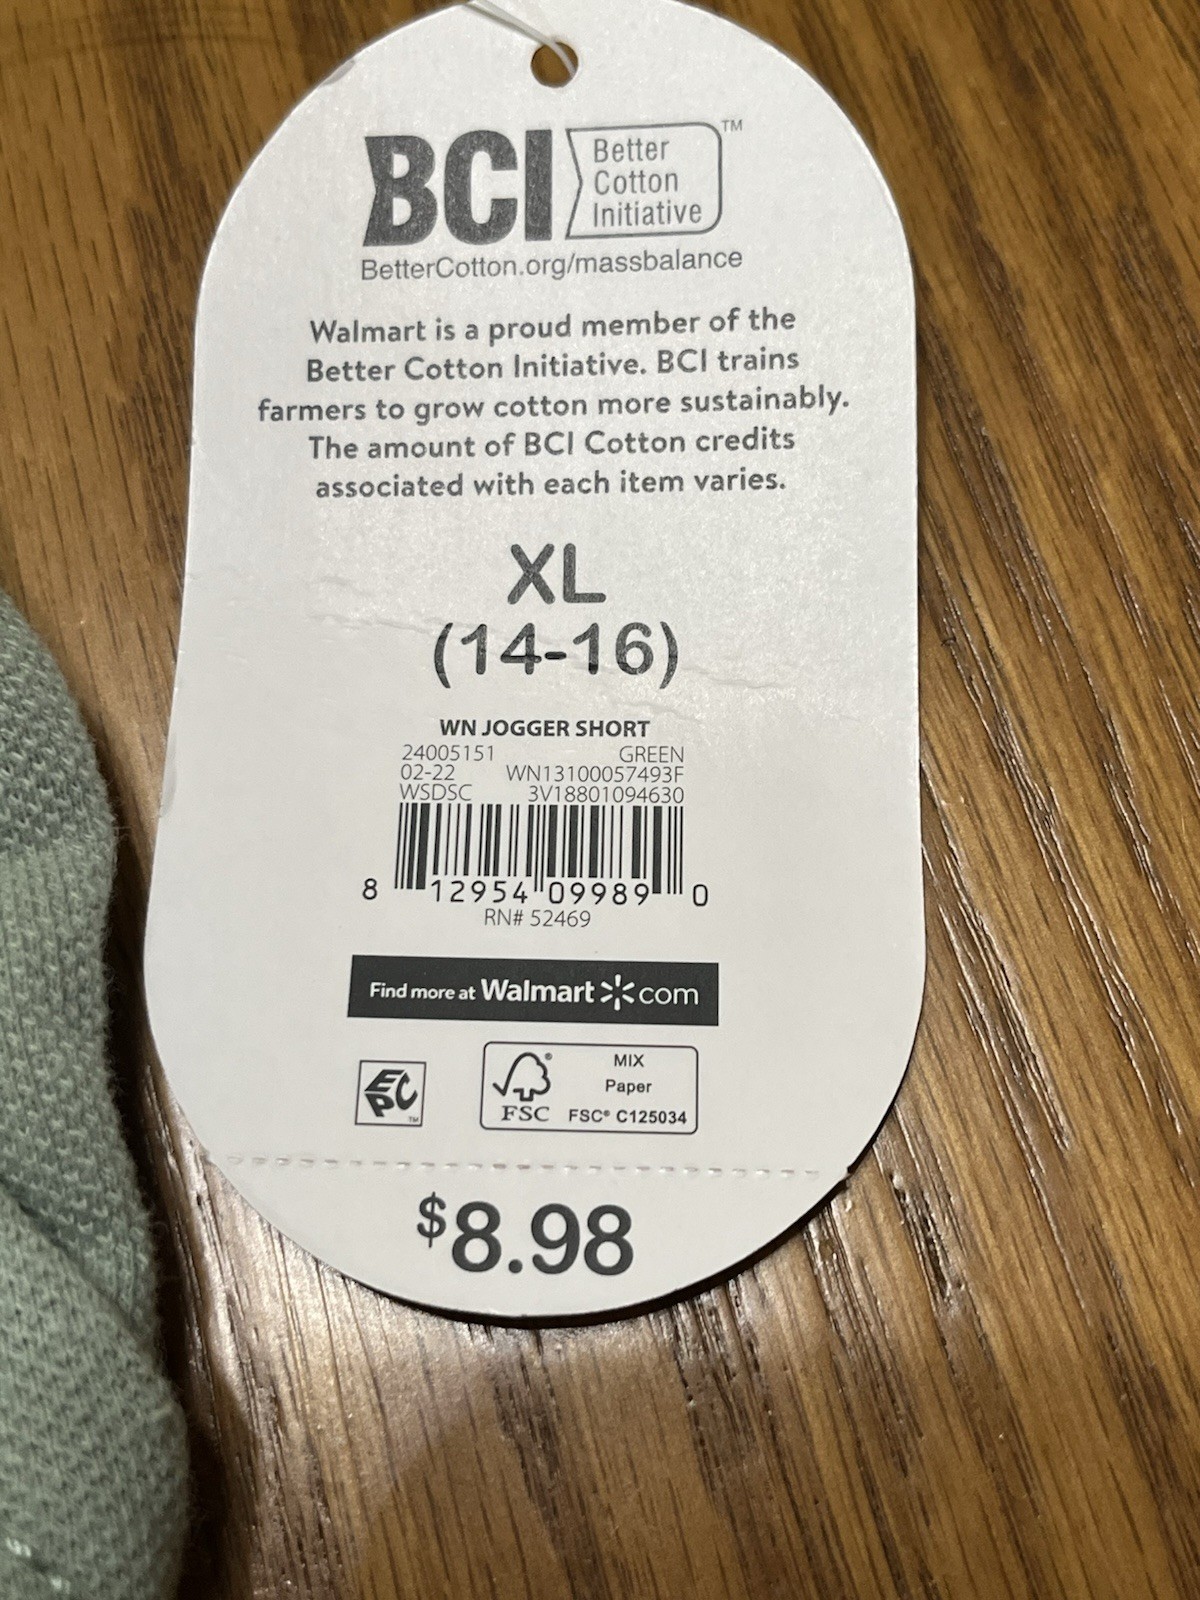 BCI Better
Cotton
Initiative™
BetterCotton.org/massbalance
Walmart is a proud member of the
Better Cotton Initiative. BCI trains
farmers to grow cotton more sustainably.
The amount of BCI Cotton credits
associated with each item varies.
XL
(14-16)
WN JOGGER SHORT
24005151 GREEN
02-22 WN13100057493F
WSDSC 3V18801094630
8 12954 09989 0
RN# 52469
Find more at Walmart com
EPC™
MIX
Paper
FSC® C125034
FSC
$8.98